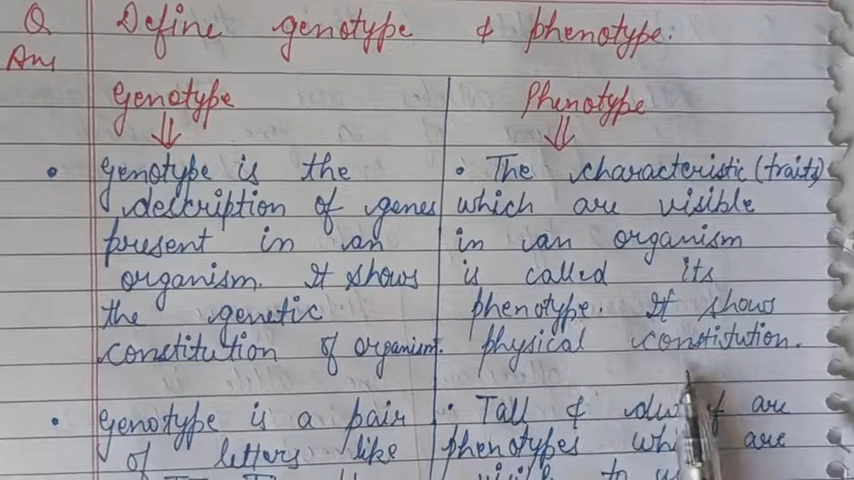 Q Define genotype & phenotype.
Ans
Genotype
Phenotype
• Genotype is the
description of genes
present in an
organism. It shows
the genetic
constitution of organism.
• Genotype is a pair
of letters like
• The characteristic (traits)
which are visible
in an organism
is called its
phenotype. It shows
physical constitution.
• Tall & are
phenotypes are